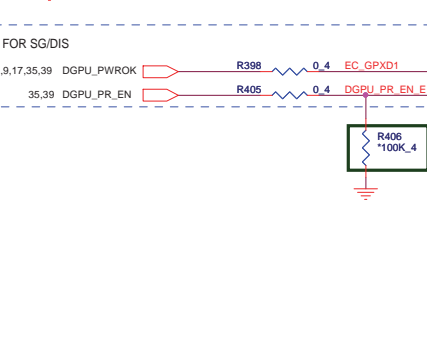 FOR SG/DIS
,9,17,35,39 DGPU_PWROK R398 0_4 EC_GPXD1
35,39 DGPU_PR_EN R405 0_4 DGPU_PR_EN_E
R406
*100K_4